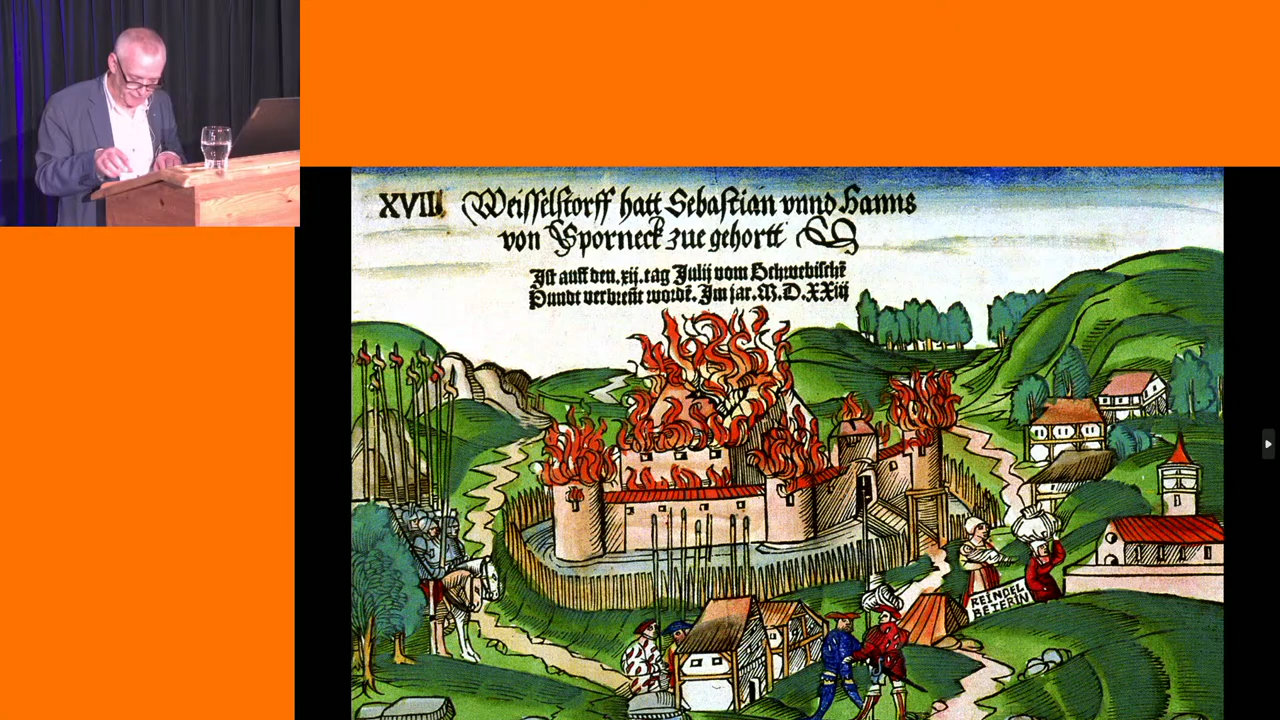 XVIII Weisselstorff hatt Sebastian vnnd Hanns
von Sporneck zue gehortt
Ist auff den .xij. tag Julij vom Schwebischē
Pundt verbrent wordē. Im jar. M.D.XXiij
REINDEL
BETERIN